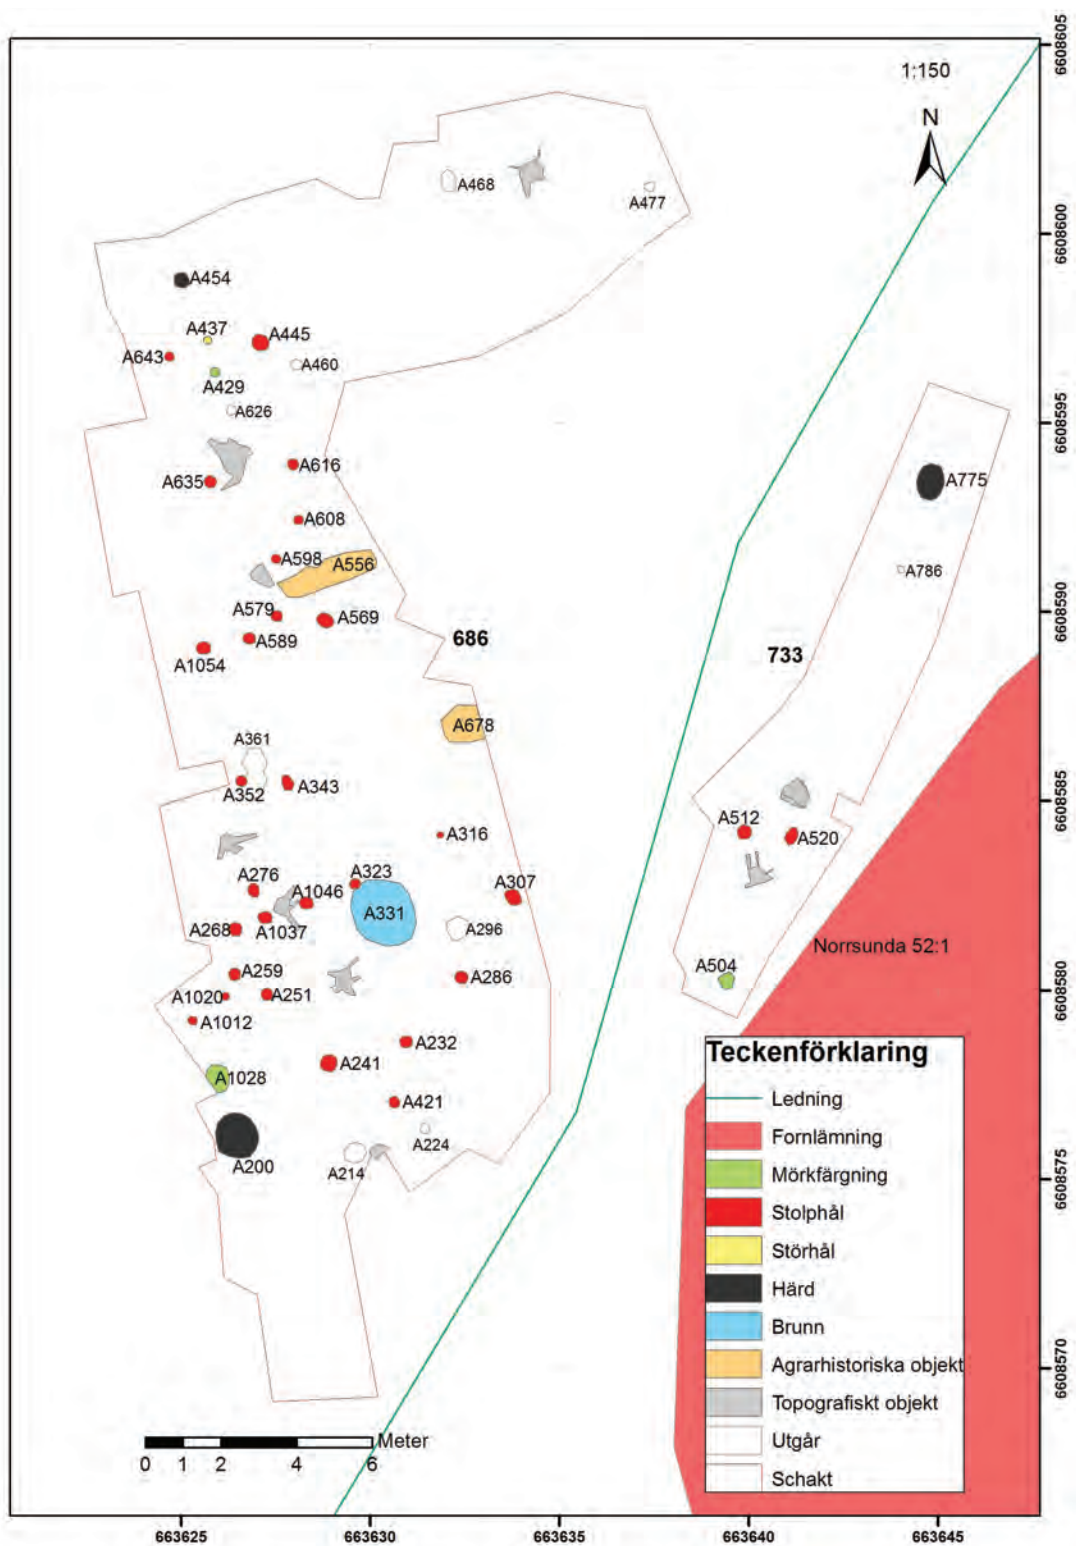 1:150
N
6608605
A468
A477
6608600
A454
A437
A445
A643
A460
A429
A626
6608595
A616
A635
A775
A608
A598
A556
A786
A579
A569
6608590
A589
686
733
A1054
A678
A361
A352
A343
6608585
A512
A520
A316
A276
A323
A1046
A307
A331
A268
A1037
A296
Norrsunda 52:1
A504
A259
A286
6608580
A1020
A251
A1012
A232
A241
A1028
A421
A224
A214
A200
6608575
Teckenförklaring
Ledning
Fornlämning
Mörkfärgning
Stolphål
Störhål
Härd
Brunn
Agrarhistoriska objekt
Topografiskt objekt
Utgår
Schakt
6608570
Meter
0 1 2 4 6
663625 663630 663635 663640 663645